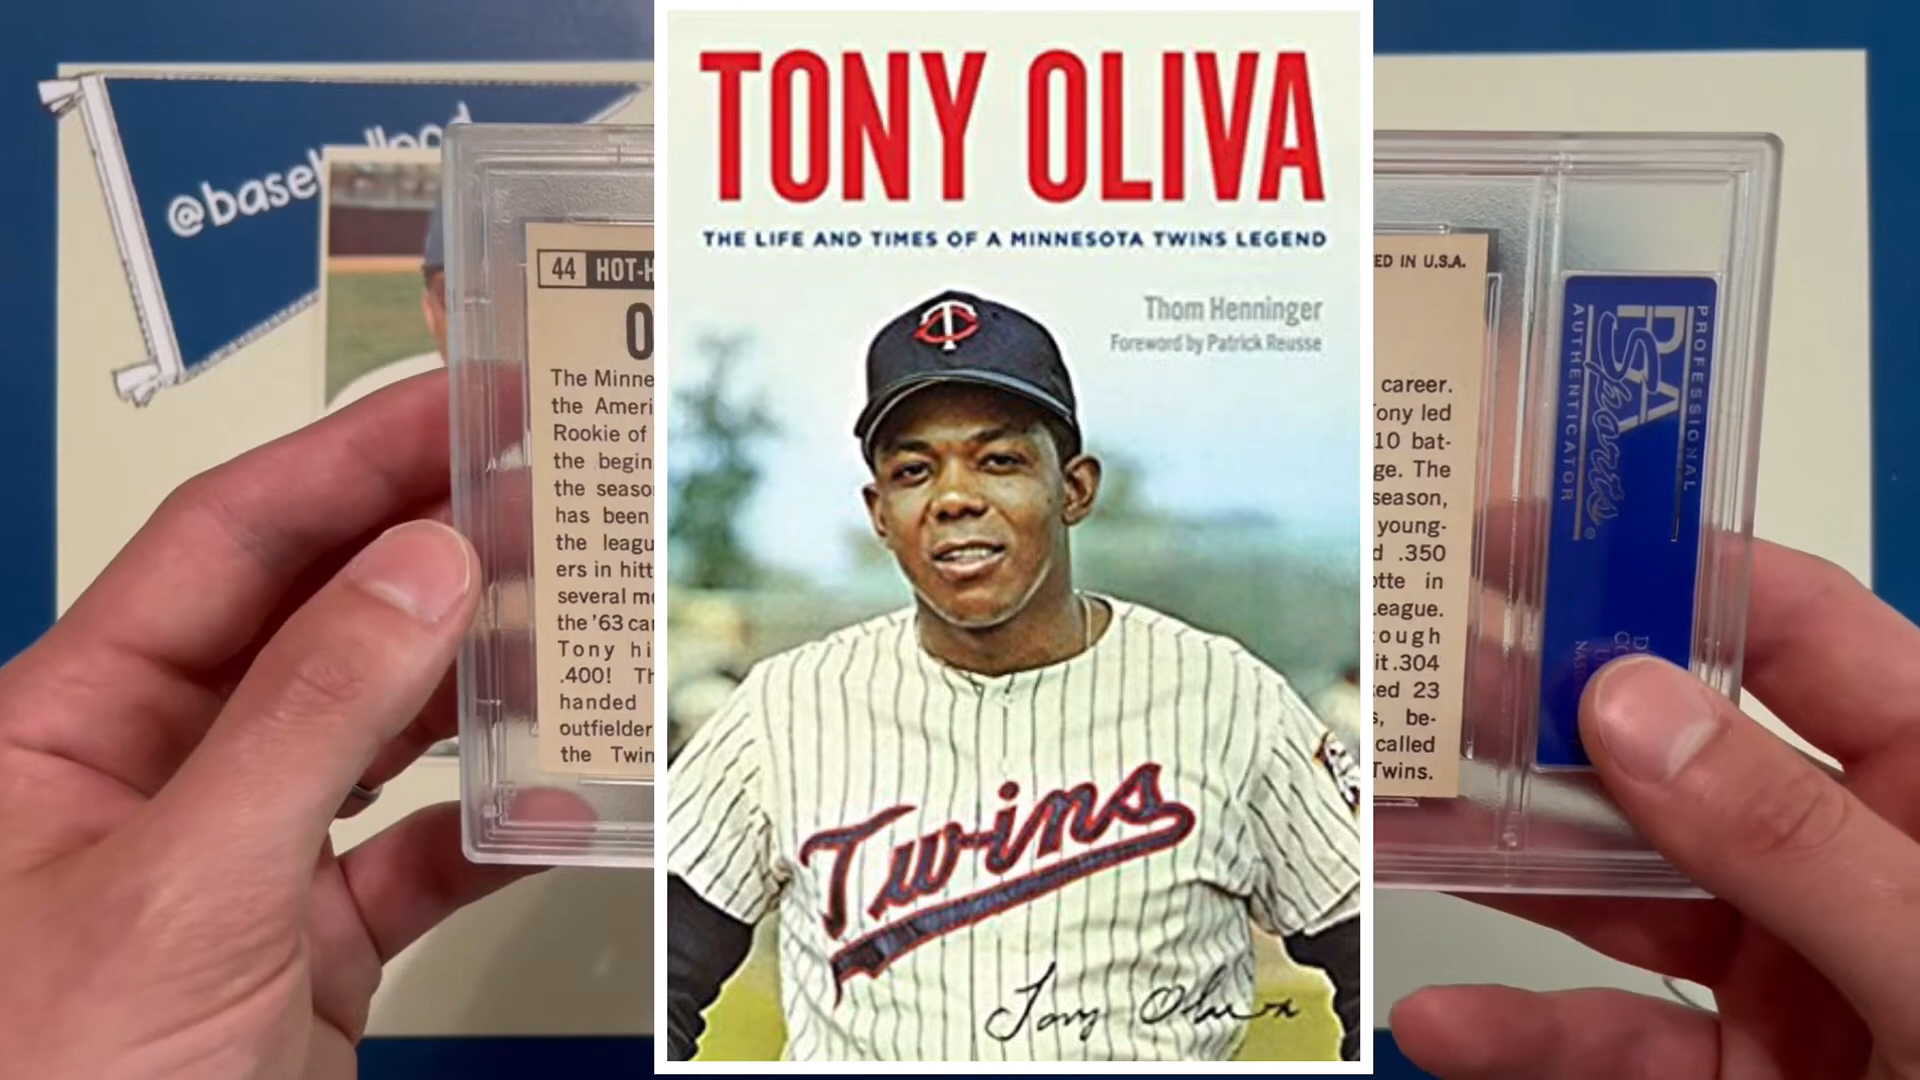 TONY OLIVA
THE LIFE AND TIMES OF A MINNESOTA TWINS LEGEND
Thom Henninger
Foreword by Patrick Reusse
T C
Twins
Tony Oliva
44 HOT-H
O
The Minne
the Ameri
Rookie of
the begin
the seaso
has been
the leagu
ers in hitt
several m
the '63 ca
Tony hi
.400! Th
handed
outfielder
the Twin
ED IN U.S.A.
career.
Tony led
10 bat-
ge. The
season,
young-
d .350
otte in
League.
ough
it .304
ked 23
s, be-
called
Twins.
PROFESSIONAL
PSA
Sports
AUTHENTICATOR
®
@base